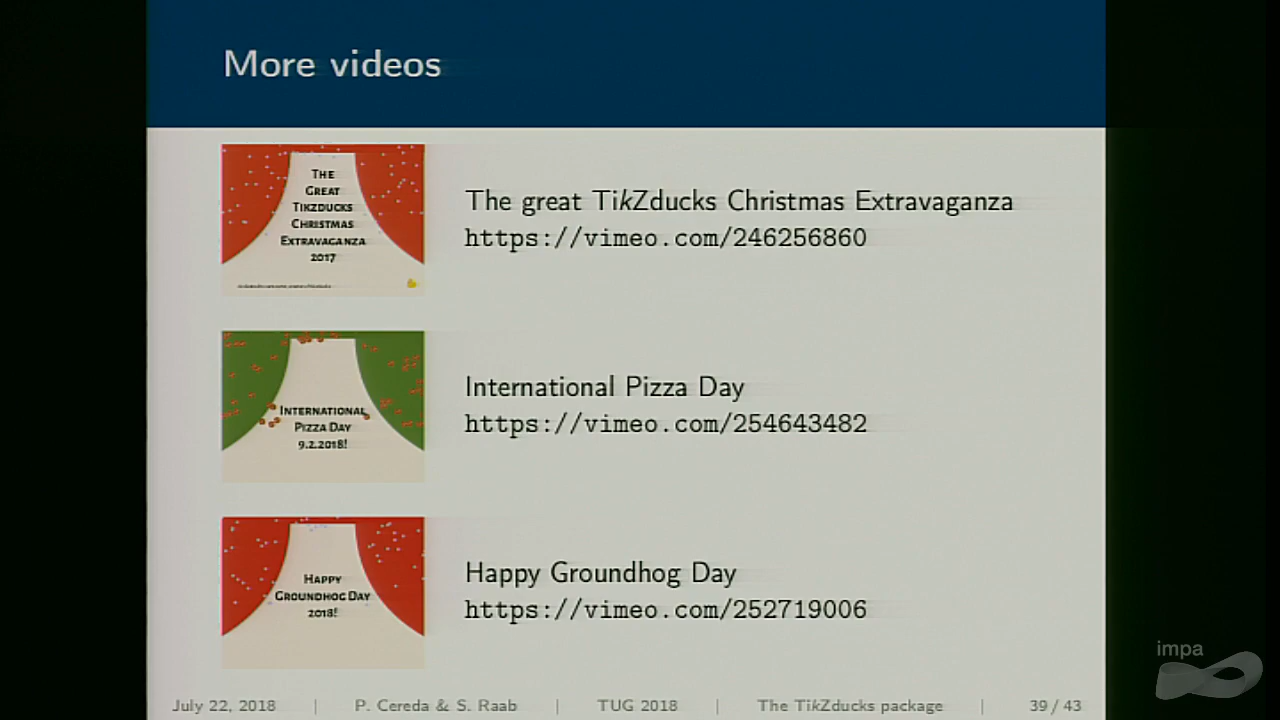 More videos
THE
GREAT
TIKZDUCKS
CHRISTMAS
EXTRAVAGANZA
2017
The great TikZducks Christmas Extravaganza
https://vimeo.com/246256860
INTERNATIONAL
PIZZA DAY
9.2.2018!
International Pizza Day
https://vimeo.com/254643482
HAPPY
GROUNDHOG DAY
2018!
Happy Groundhog Day
https://vimeo.com/252719006
July 22, 2018 | P. Cereda & S. Raab | TUG 2018 | The TikZducks package | 39 / 43
impa